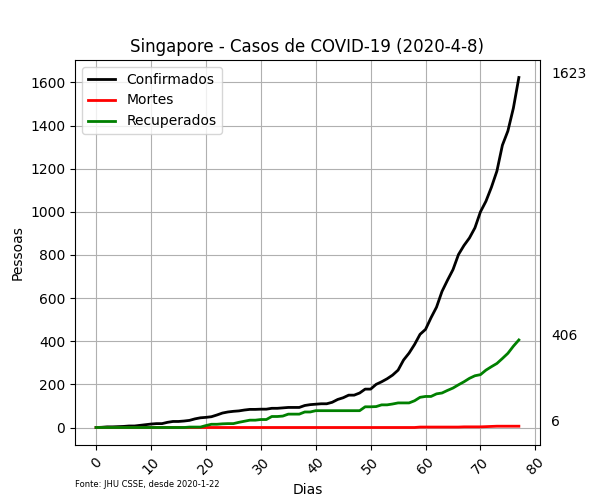 Singapore - Casos de COVID-19 (2020-4-8)
Confirmados
Mortes
Recuperados
1623
406
6
Pessoas
1600
1400
1200
1000
800
600
400
200
0
0 10 20 30 40 50 60 70 80
Dias
Fonte: JHU CSSE, desde 2020-1-22